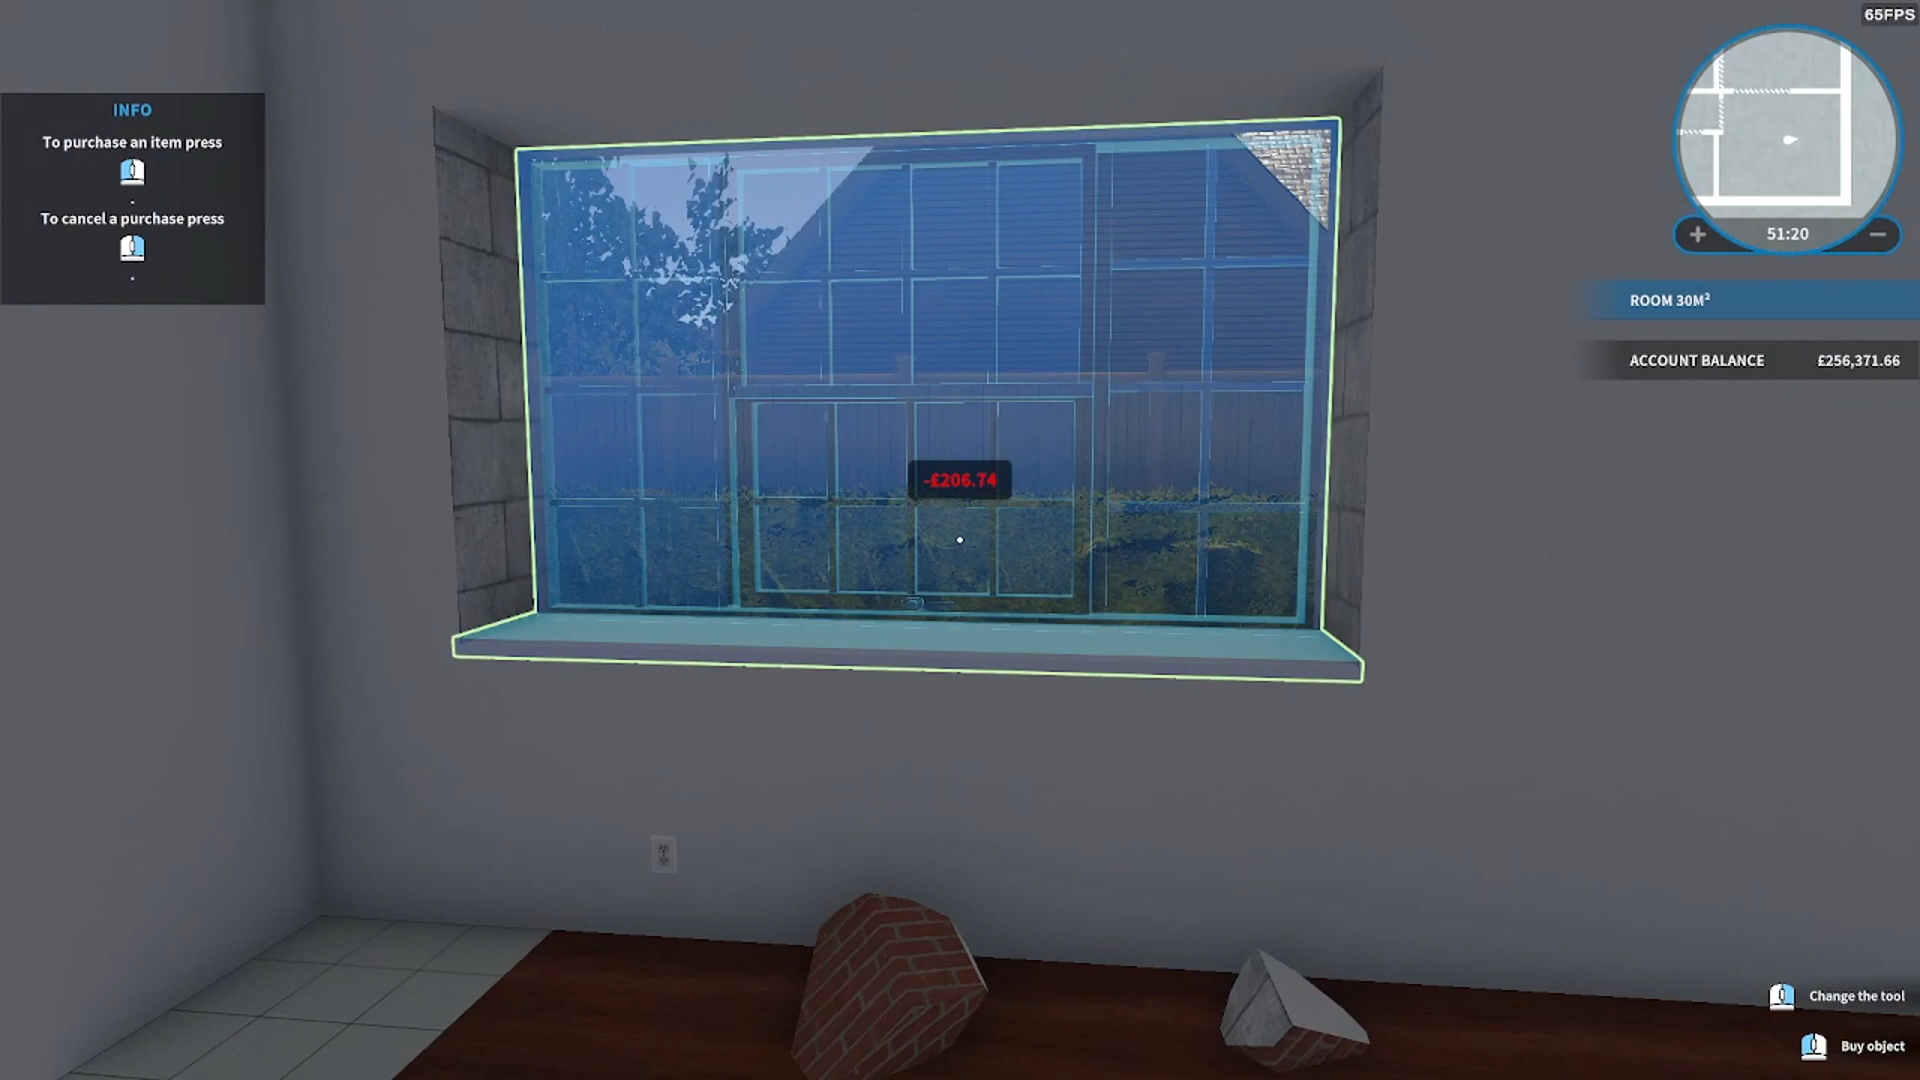 65FPS
INFO
To purchase an item press
.
To cancel a purchase press
.
51:20
ROOM 30M²
ACCOUNT BALANCE £256,371.66
-£206.74
Change the tool
Buy object